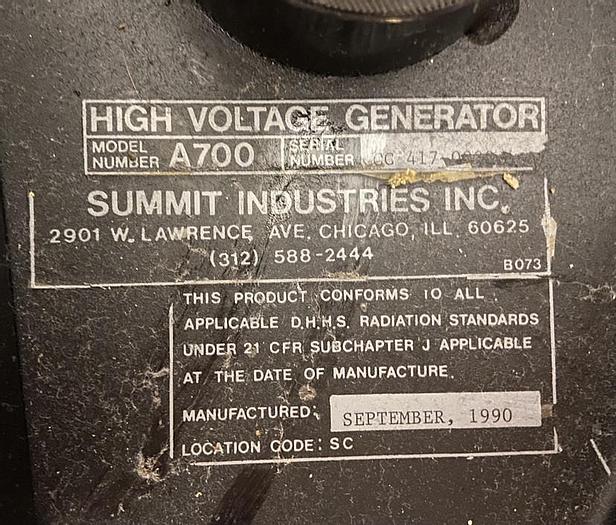 HIGH VOLTAGE GENERATOR
MODEL NUMBER A700 SERIAL NUMBER 417
SUMMIT INDUSTRIES INC.
2901 W. LAWRENCE AVE. CHICAGO, ILL. 60625
(312) 588-2444
B073
THIS PRODUCT CONFORMS TO ALL
APPLICABLE D.H.H.S. RADIATION STANDARDS
UNDER 21 CFR SUBCHAPTER J APPLICABLE
AT THE DATE OF MANUFACTURE.
MANUFACTURED: SEPTEMBER, 1990
LOCATION CODE: SC